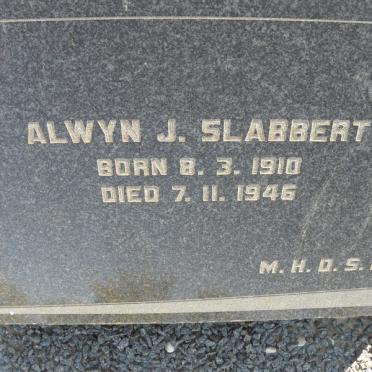 ALWYN J. SLABBERT
BORN 8. 3. 1910
DIED 7. 11. 1946
M. H. D. S.